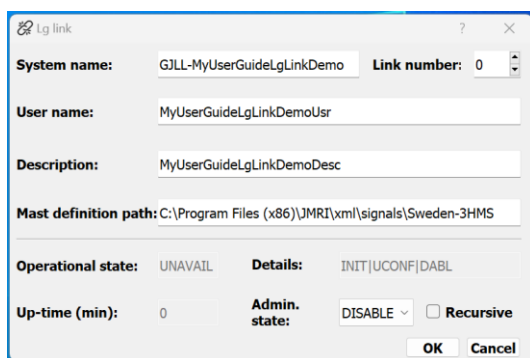 Lg link ?
System name: GJLL-MyUserGuideLgLinkDemo Link number: 0
User name: MyUserGuideLgLinkDemoUsr
Description: MyUserGuideLgLinkDemoDesc
Mast definition path: C:\Program Files (x86)\JMRI\xml\signals\Sweden-3HMS
Operational state: UNAVAIL Details: INIT|UCONF|DABL
Up-time (min): 0 Admin. state: DISABLE Recursive
OK Cancel